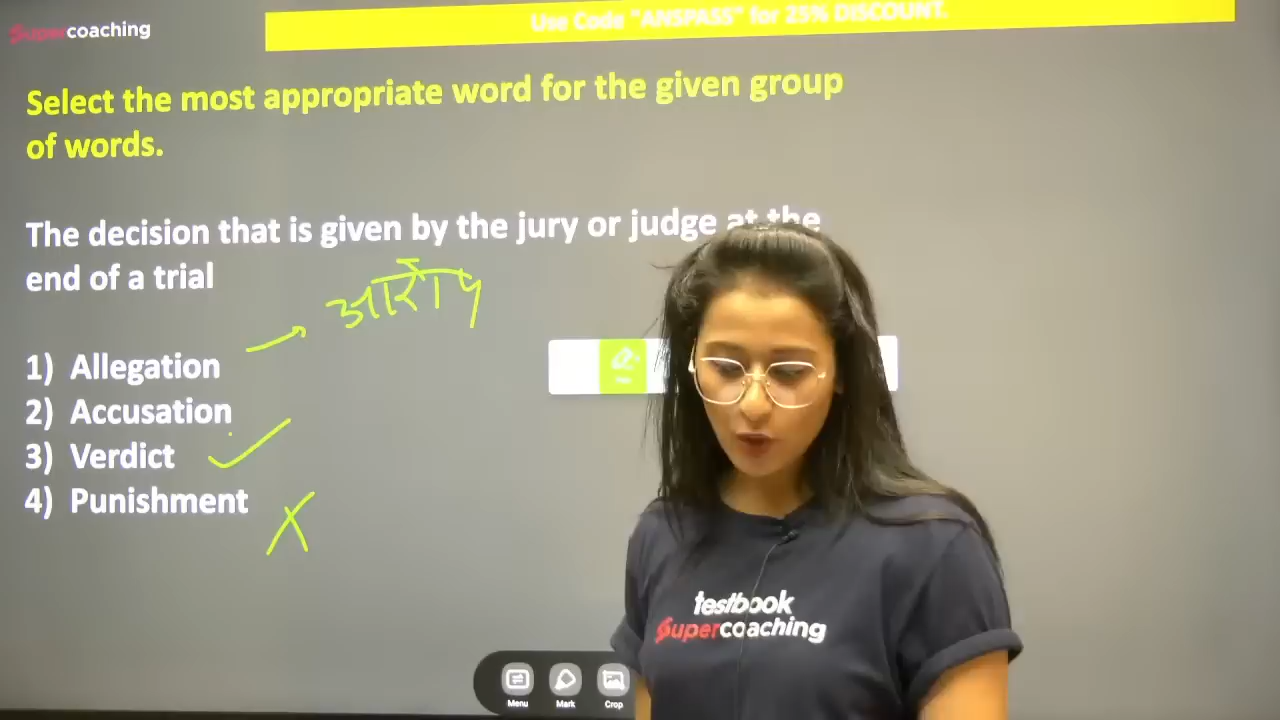 Supercoaching
Use Code "ANSPASS" for 25% DISCOUNT.
Select the most appropriate word for the given group
of words.
The decision that is given by the jury or judge at the
end of a trial
आरोप
1) Allegation
2) Accusation
3) Verdict
4) Punishment
testbook
Supercoaching
Menu
Mark
Crop